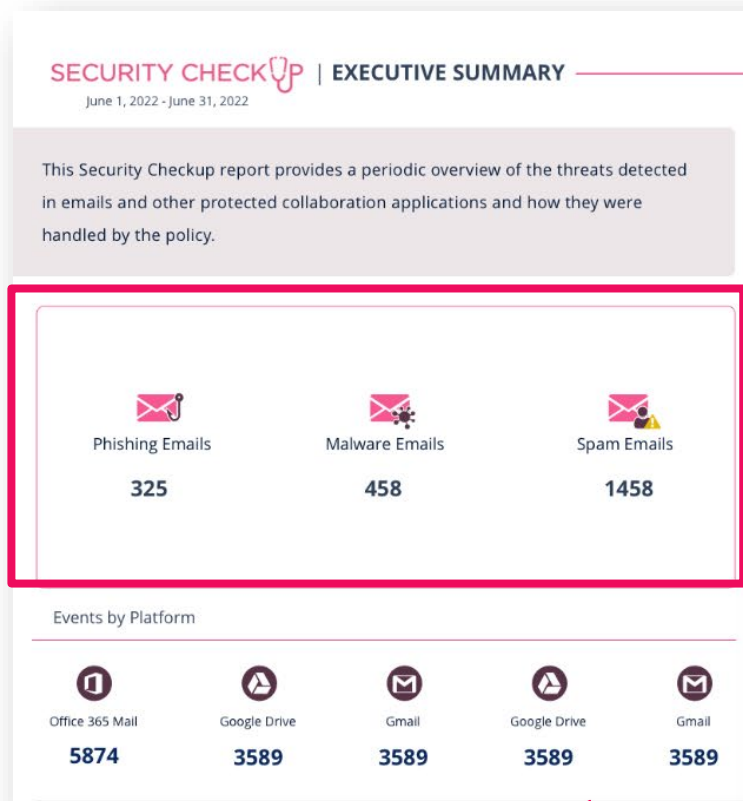 SECURITY CHECKUP | EXECUTIVE SUMMARY
June 1, 2022 - June 31, 2022
This Security Checkup report provides a periodic overview of the threats detected
in emails and other protected collaboration applications and how they were
handled by the policy.
Phishing Emails Malware Emails Spam Emails
325 458 1458
Events by Platform
Office 365 Mail Google Drive Gmail Google Drive Gmail
5874 3589 3589 3589 3589